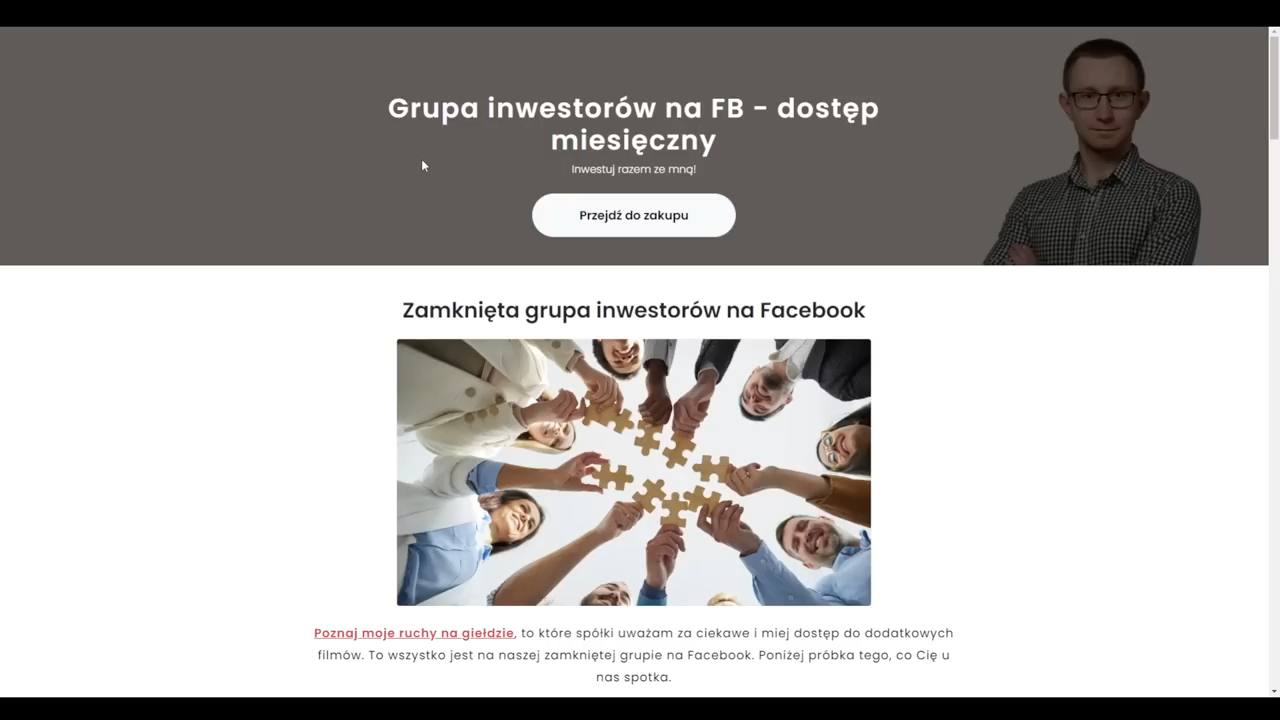 Grupa inwestorów na FB - dostęp
miesięczny
Inwestuj razem ze mną!
Przejdź do zakupu
Zamknięta grupa inwestorów na Facebook
Poznaj moje ruchy na giełdzie, to które spółki uważam za ciekawe i miej dostęp do dodatkowych
filmów. To wszystko jest na naszej zamkniętej grupie na Facebook. Poniżej próbka tego, co Cię u
nas spotka.